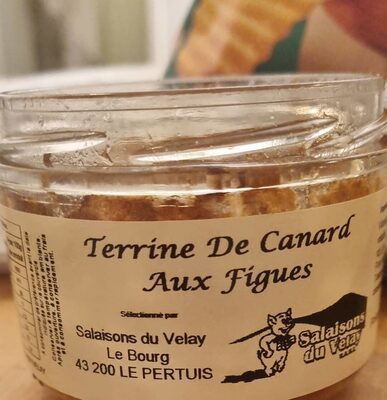 Terrine De Canard
Aux Figues
Sélectionné par
Salaisons du Velay
Le Bourg
43 200 LE PERTUIS
Salaisons
du Velay